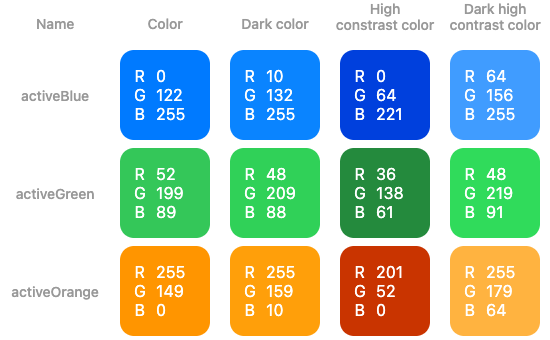 Name Color Dark color High constrast color Dark high contrast color
activeBlue
R 0
G 122
B 255
R 10
G 132
B 255
R 0
G 64
B 221
R 64
G 156
B 255
activeGreen
R 52
G 199
B 89
R 48
G 209
B 88
R 36
G 138
B 61
R 48
G 219
B 91
activeOrange
R 255
G 149
B 0
R 255
G 159
B 10
R 201
G 52
B 0
R 255
G 179
B 64